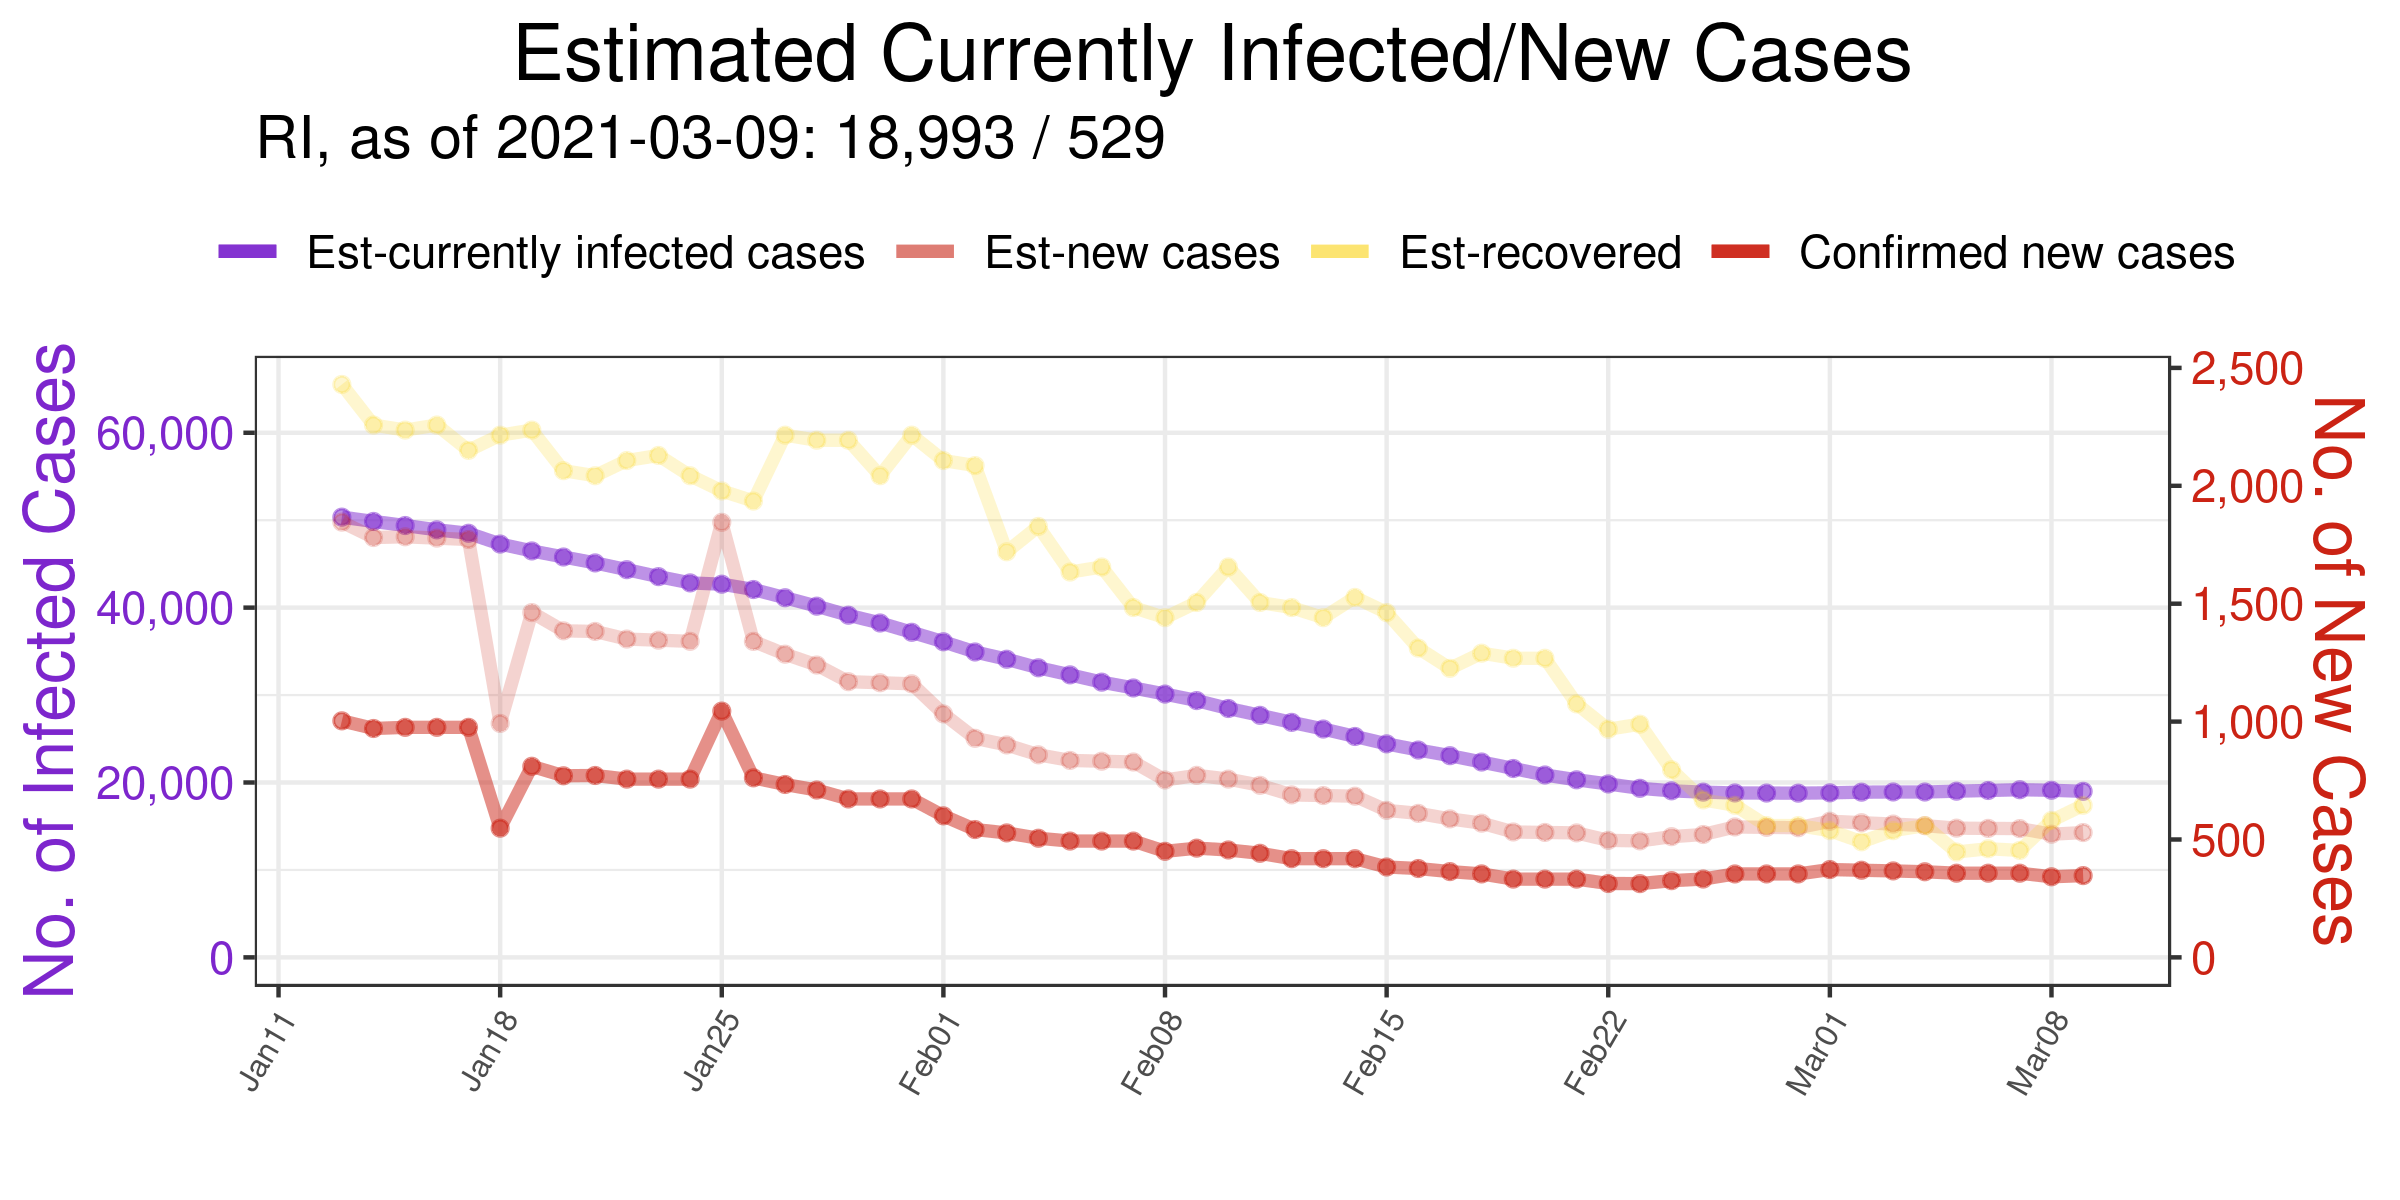 Estimated Currently Infected/New Cases
RI, as of 2021-03-09: 18,993 / 529
Est-currently infected cases Est-new cases Est-recovered Confirmed new cases
No. of Infected Cases
60,000
40,000
20,000
0
2,500
2,000
1,500
1,000
500
0
No. of New Cases
Jan11 Jan18 Jan25 Feb01 Feb08 Feb15 Feb22 Mar01 Mar08